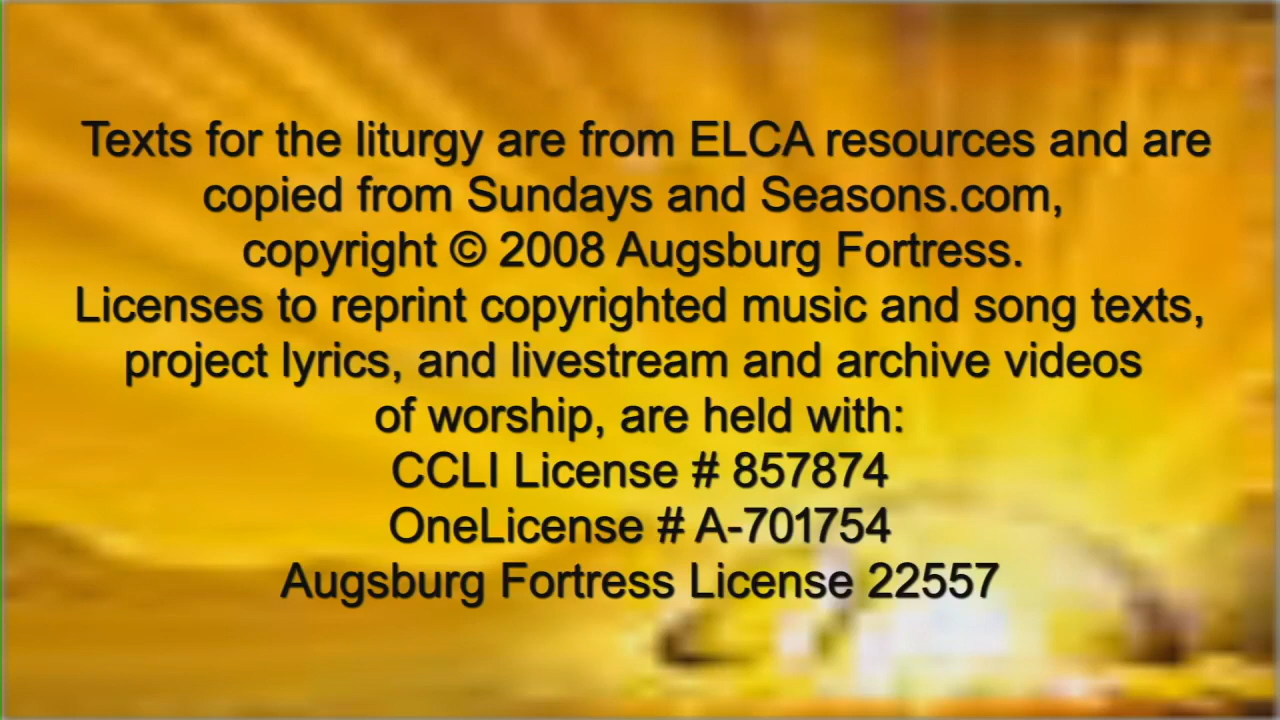 Texts for the liturgy are from ELCA resources and are
copied from Sundays and Seasons.com,
copyright © 2008 Augsburg Fortress.
Licenses to reprint copyrighted music and song texts,
project lyrics, and livestream and archive videos
of worship, are held with:
CCLI License # 857874
OneLicense # A-701754
Augsburg Fortress License 22557